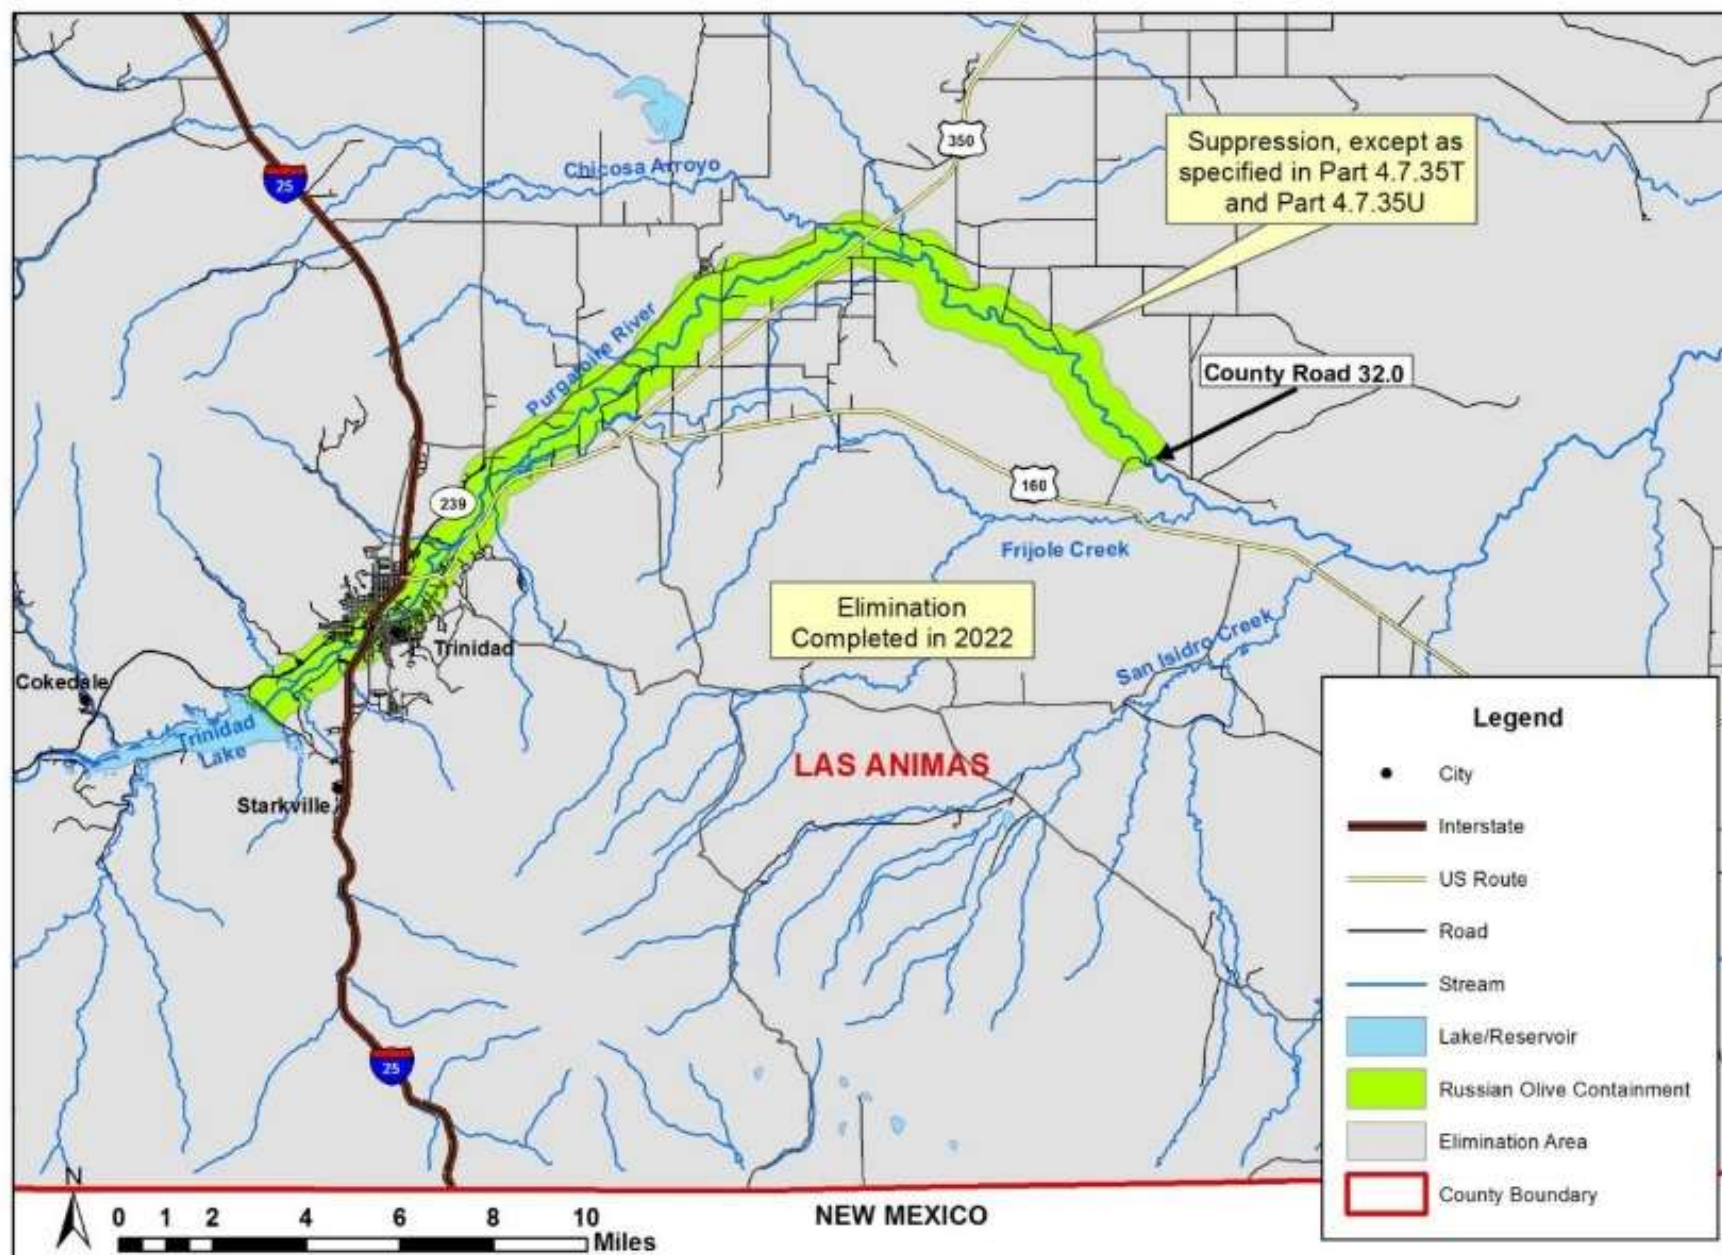 350
Suppression, except as
specified in Part 4.7.35T
and Part 4.7.35U
Chicosa Arroyo
25
Purgatoire River
County Road 32.0
160
239
Frijole Creek
Elimination
Completed in 2022
San Isidro Creek
Trinidad
Cokedale
Trinidad
Lake
LAS ANIMAS
Starkville
25
Legend
City
Interstate
US Route
Road
Stream
Lake/Reservoir
Russian Olive Containment
Elimination Area
County Boundary
N
0 1 2 4 6 8 10
Miles
NEW MEXICO